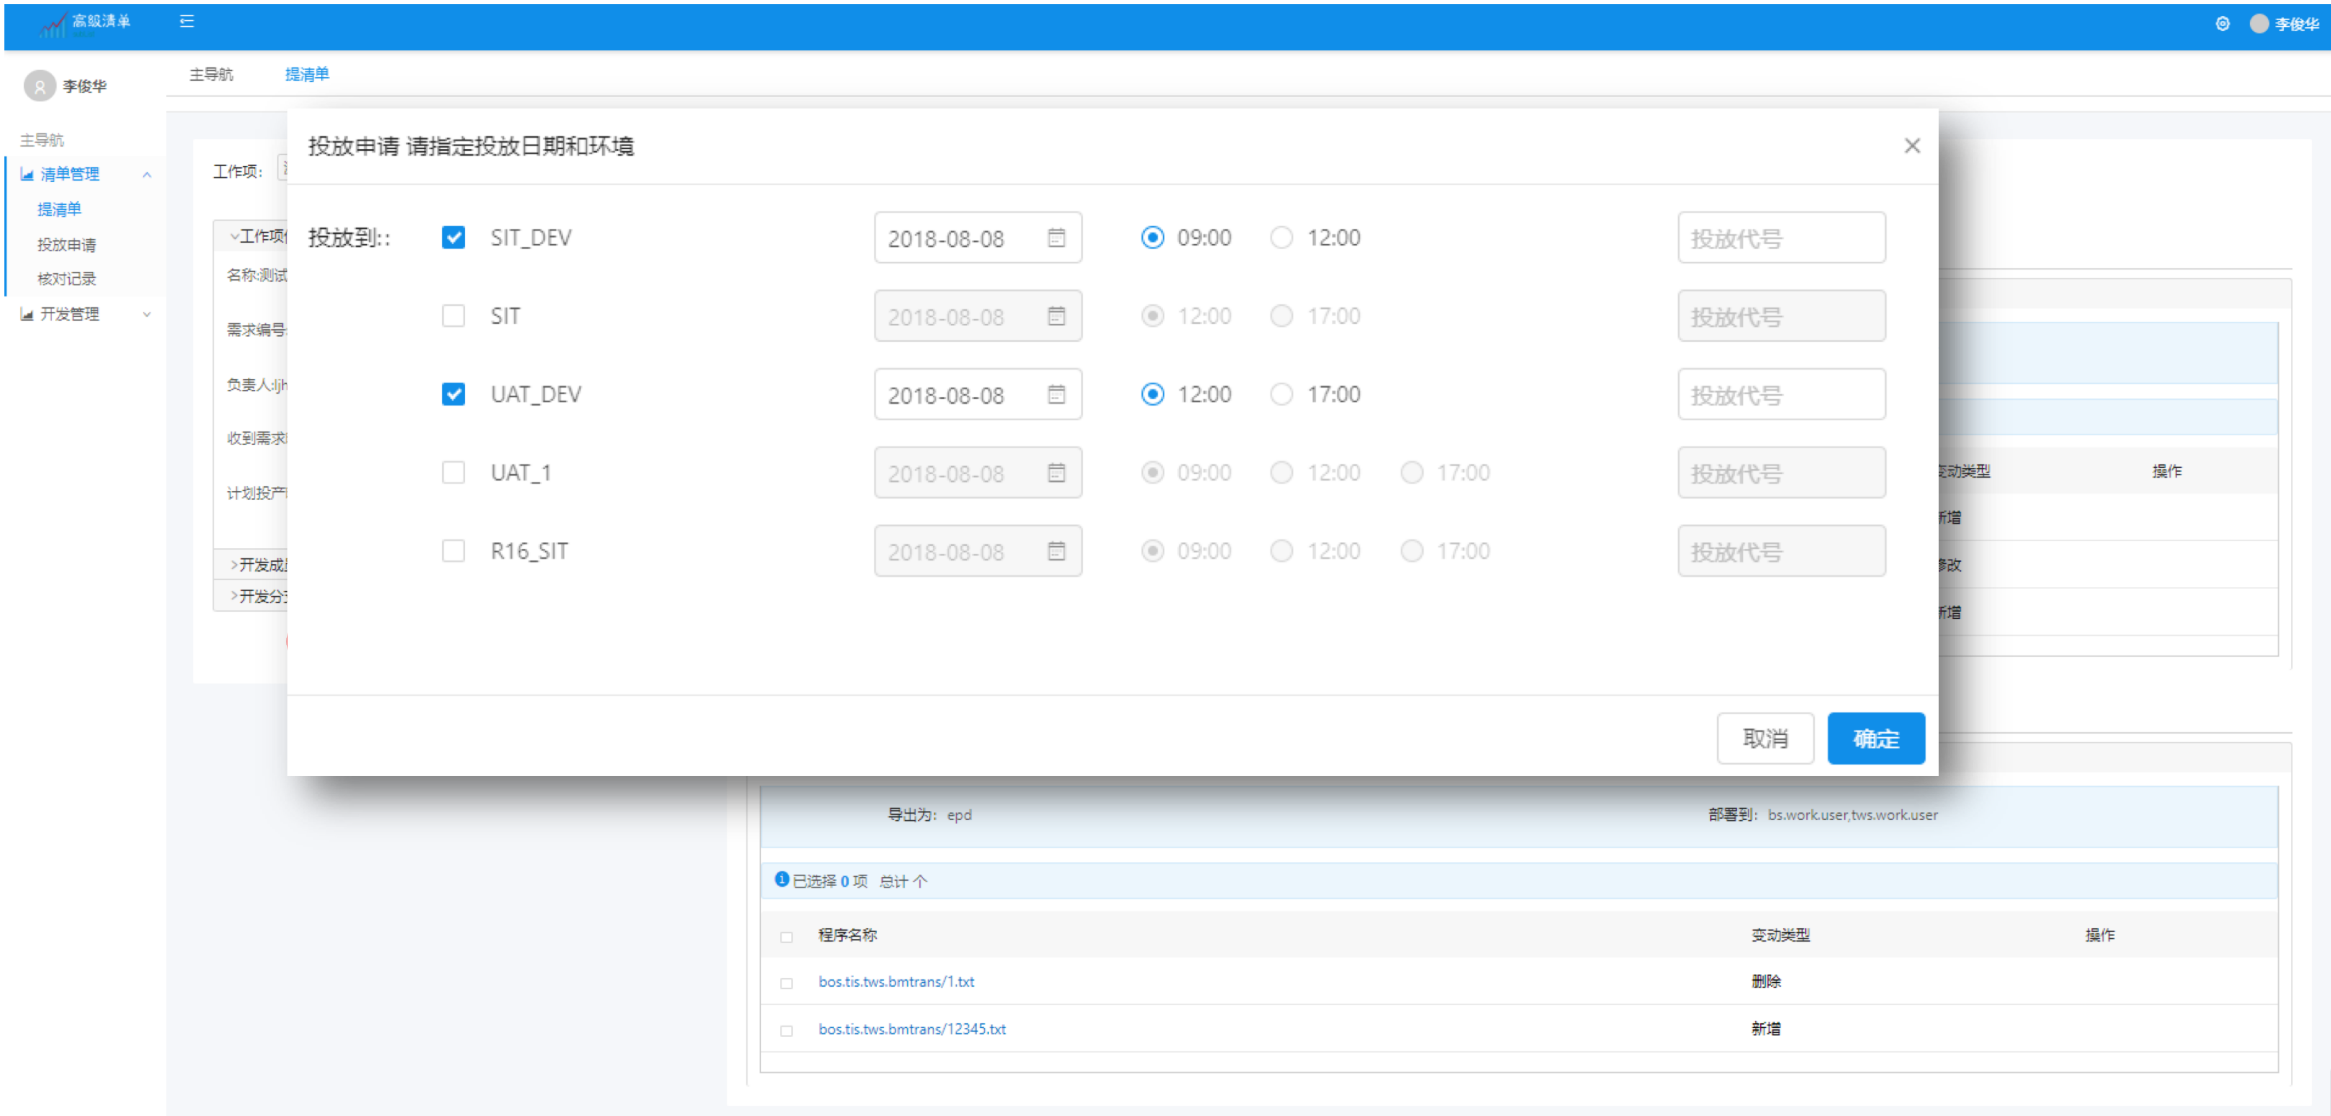 高级清单
李俊华
李俊华
主导航
提清单
主导航
清单管理
提清单
投放申请
核对记录
开发管理
工作项：
工作项
名称:测试
需求编号
负责人:ljh
收到需求
计划投产
>开发成
>开发分
投放申请 请指定投放日期和环境
投放到::
SIT_DEV 2018-08-08 09:00 12:00 投放代号
SIT 2018-08-08 12:00 17:00 投放代号
UAT_DEV 2018-08-08 12:00 17:00 投放代号
UAT_1 2018-08-08 09:00 12:00 17:00 投放代号
R16_SIT 2018-08-08 09:00 12:00 17:00 投放代号
取消 确定
变动类型 操作
新增
修改
新增
导出为：epd 部署到：bs.work.user,tws.work.user
已选择 0 项 总计 个
程序名称 变动类型 操作
bos.tis.tws.bmtrans/1.txt 删除
bos.tis.tws.bmtrans/12345.txt 新增